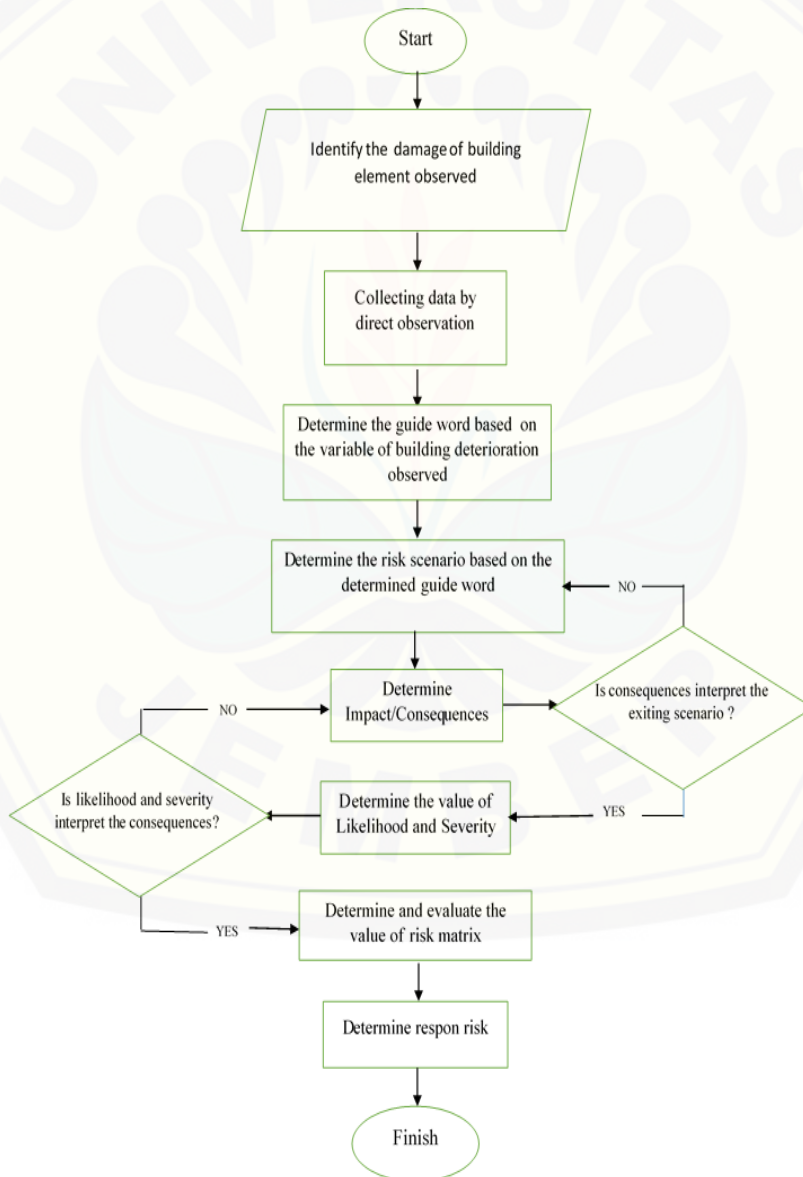 UNIVERSITAS
JEMBER
Start
Identify the damage of building
element observed
Collecting data by
direct observation
Determine the guide word based on
the variable of building deterioration
observed
Determine the risk scenario based on the
determined guide word
NO
Determine
Impact/Consequences
Is consequences interpret the
exiting scenario ?
NO
Is likelihood and severity
interpret the consequences?
Determine the value of
Likelihood and Severity
YES
Determine and evaluate the
value of risk matrix
YES
Determine respon risk
Finish